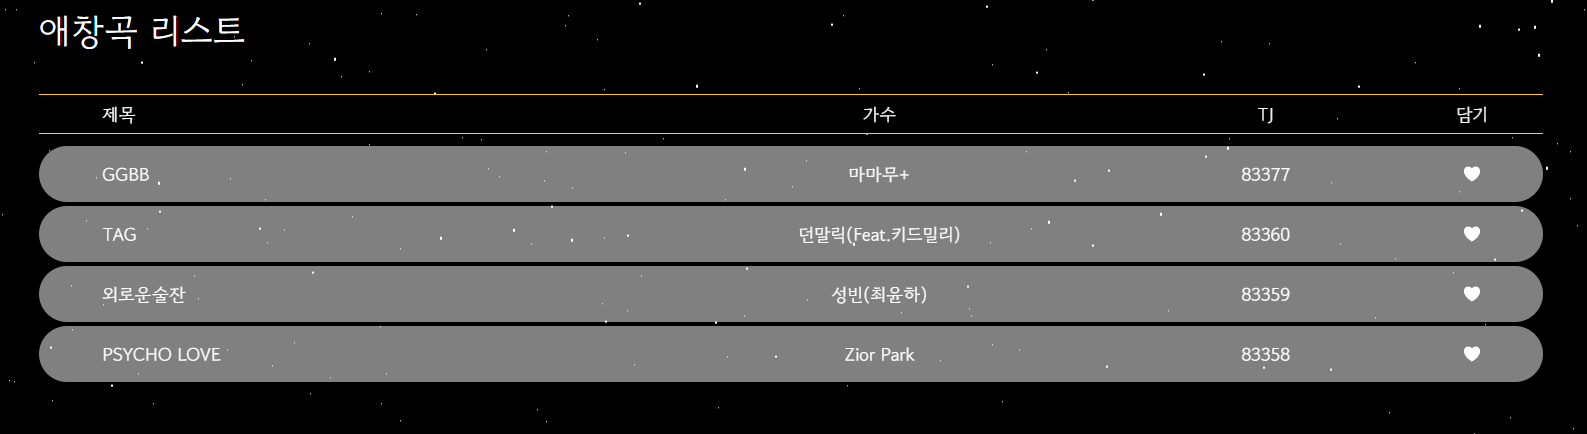 애창곡 리스트
제목 가수 TJ 담기
GGBB 마마무+ 83377
TAG 던말릭(Feat.키드밀리) 83360
외로운술잔 성빈(최윤하) 83359
PSYCHO LOVE Zior Park 83358